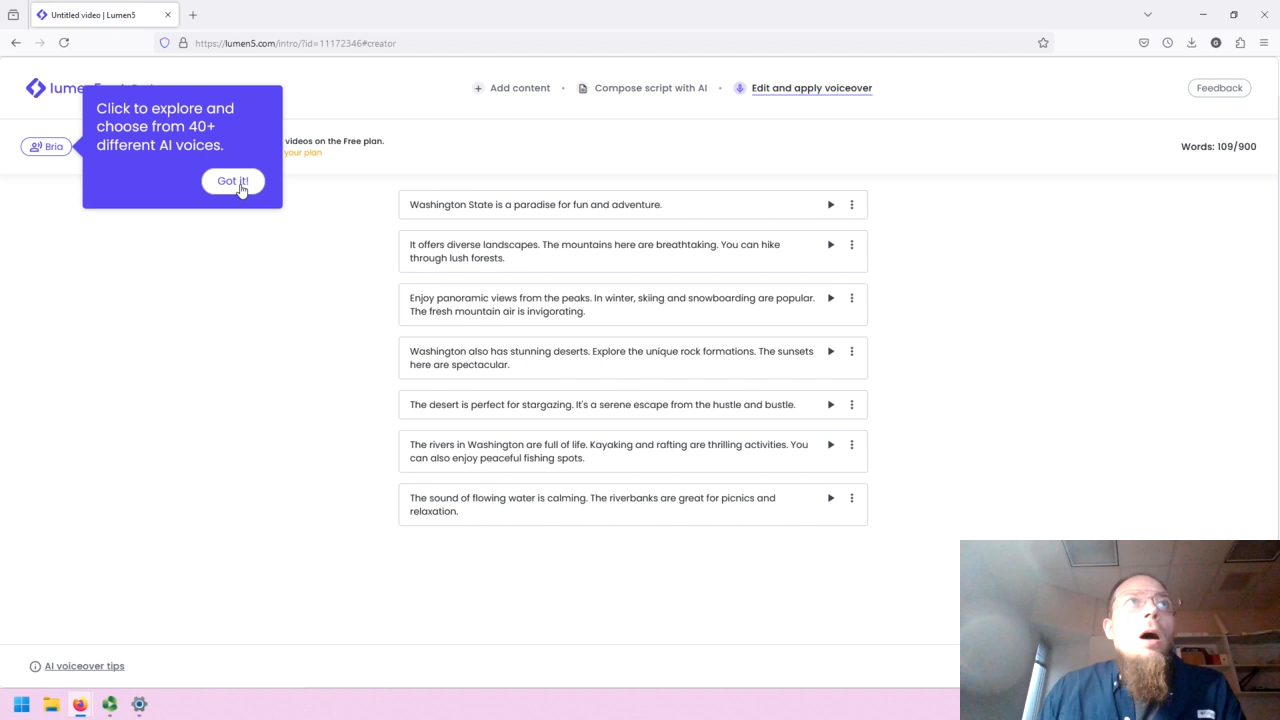 Untitled video | Lumen5
https://lumen5.com/intro/?id=11172346#creator
Add content
Compose script with AI
Edit and apply voiceover
Feedback
Click to explore and
choose from 40+
different AI voices.
Got it!
Bria
videos on the Free plan.
your plan
Words: 109/900
Washington State is a paradise for fun and adventure.
It offers diverse landscapes. The mountains here are breathtaking. You can hike
through lush forests.
Enjoy panoramic views from the peaks. In winter, skiing and snowboarding are popular.
The fresh mountain air is invigorating.
Washington also has stunning deserts. Explore the unique rock formations. The sunsets
here are spectacular.
The desert is perfect for stargazing. It's a serene escape from the hustle and bustle.
The rivers in Washington are full of life. Kayaking and rafting are thrilling activities. You
can also enjoy peaceful fishing spots.
The sound of flowing water is calming. The riverbanks are great for picnics and
relaxation.
AI voiceover tips